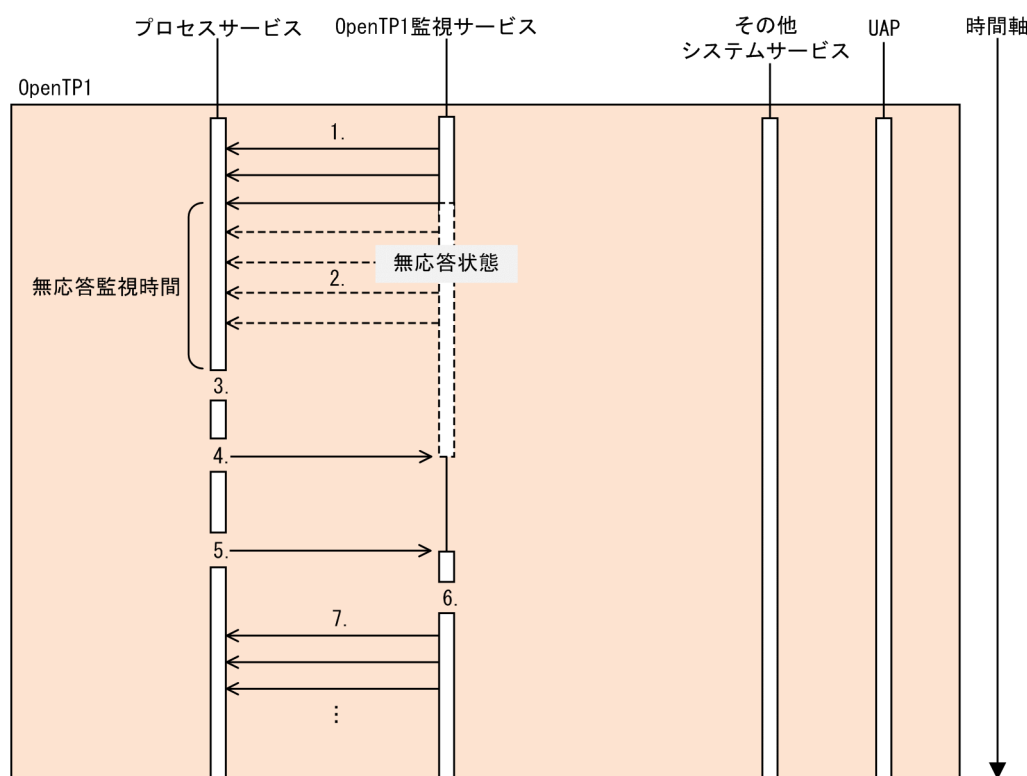 プロセスサービス
OpenTP1監視サービス
その他
システムサービス
UAP
時間軸
OpenTP1
1.
無応答状態
2.
無応答監視時間
3.
4.
5.
6.
7.
⋮